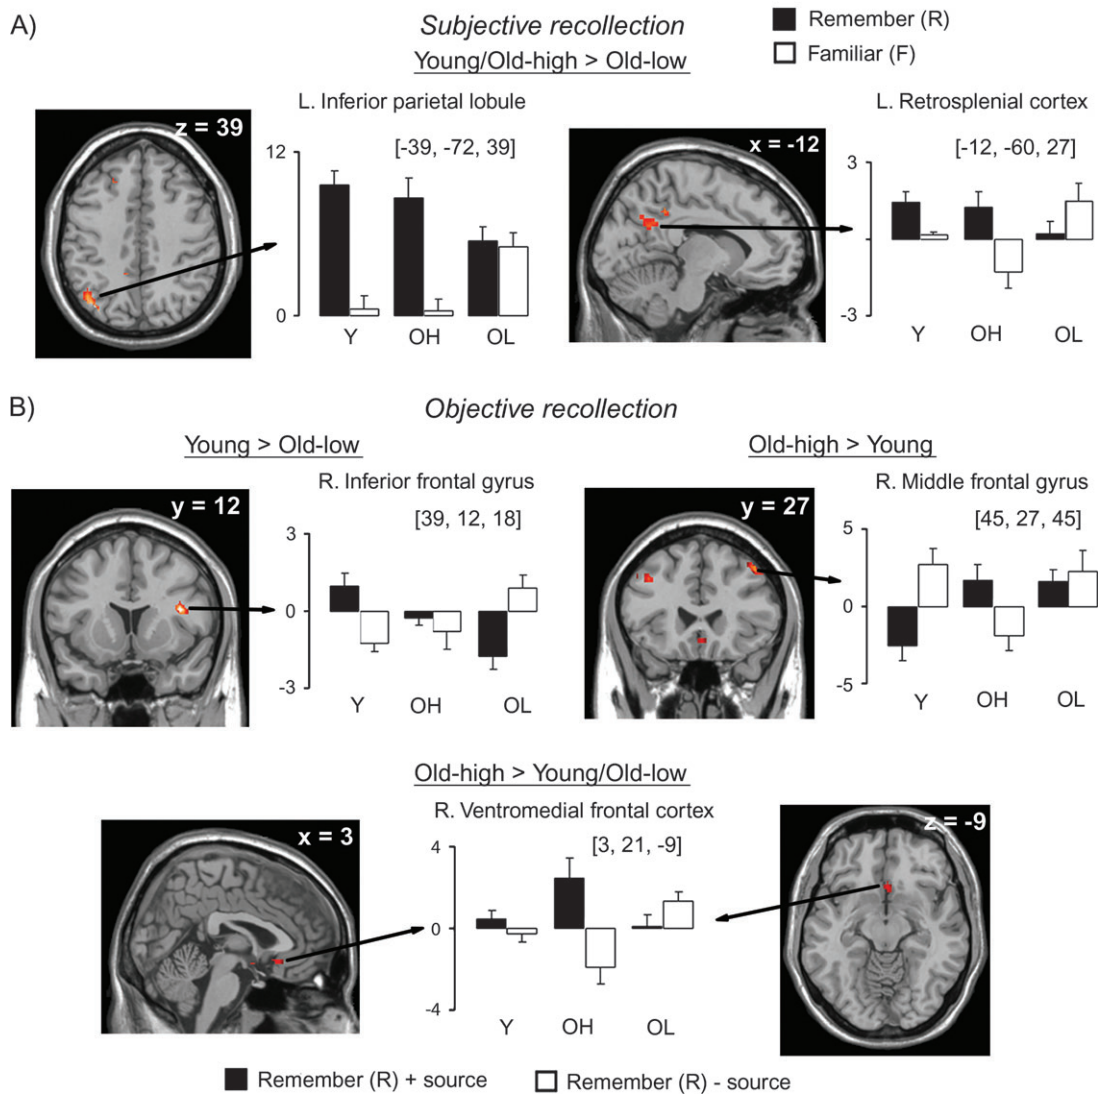 A)
Subjective recollection
Remember (R)
Familiar (F)
Young/Old-high > Old-low
L. Inferior parietal lobule
L. Retrosplenial cortex
z = 39
12
[-39, -72, 39]
0
Y
OH
OL
x = -12
3
[-12, -60, 27]
-3
Y
OH
OL
B)
Objective recollection
Young > Old-low
Old-high > Young
R. Inferior frontal gyrus
R. Middle frontal gyrus
y = 12
3
[39, 12, 18]
0
-3
Y
OH
OL
y = 27
5
[45, 27, 45]
0
-5
Y
OH
OL
Old-high > Young/Old-low
R. Ventromedial frontal cortex
x = 3
4
[3, 21, -9]
0
-4
Y
OH
OL
z = -9
Remember (R) + source
Remember (R) - source